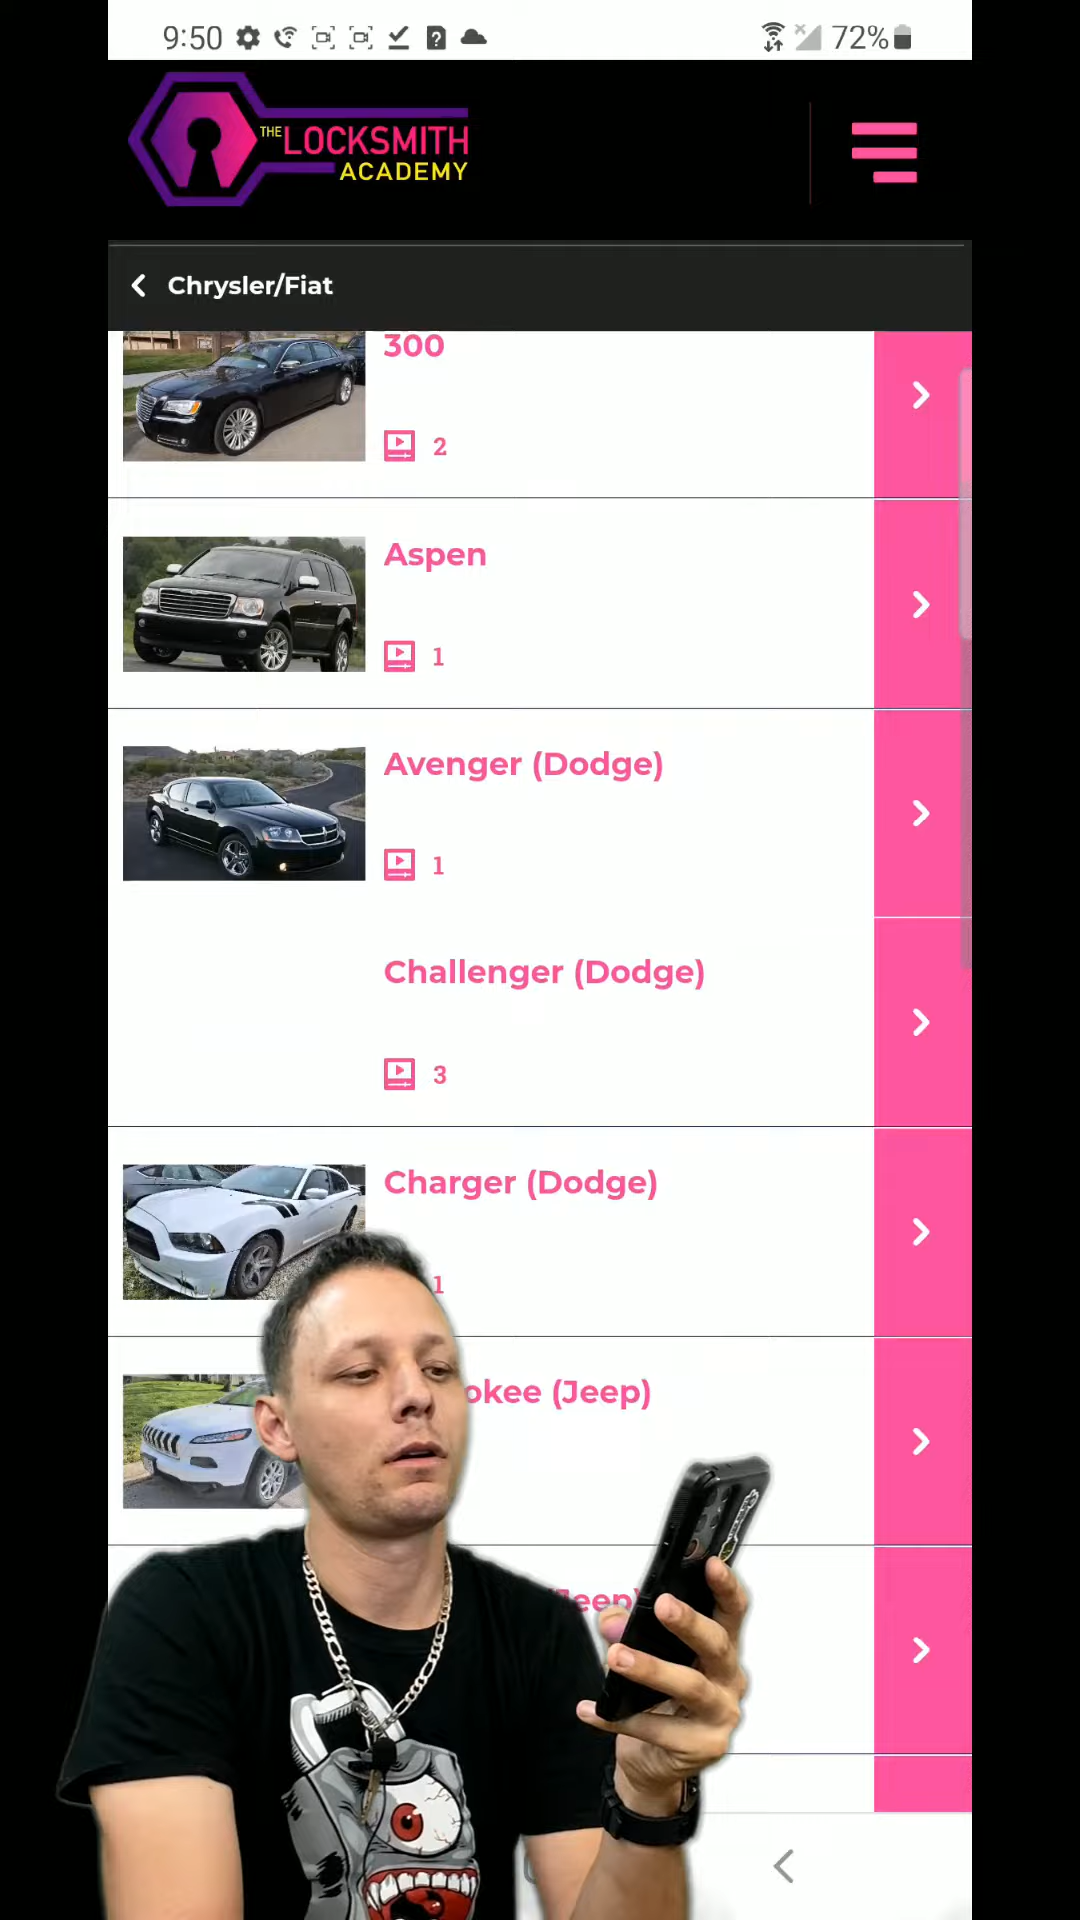 9:50
72%
THE LOCKSMITH
ACADEMY
Chrysler/Fiat
300
2
Aspen
1
Avenger (Dodge)
1
Challenger (Dodge)
3
Charger (Dodge)
1
okee (Jeep)
Jeep)